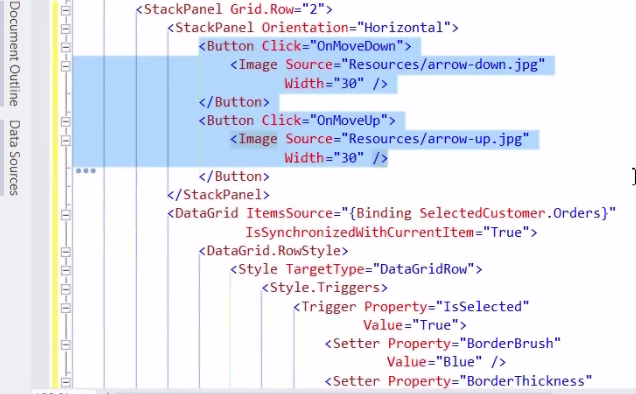 Document Outline
Data Sources
<StackPanel Grid.Row="2">
<StackPanel Orientation="Horizontal">
<Button Click="OnMoveDown">
<Image Source="Resources/arrow-down.jpg"
Width="30" />
</Button>
<Button Click="OnMoveUp">
<Image Source="Resources/arrow-up.jpg"
Width="30" />
</Button>
</StackPanel>
<DataGrid ItemsSource="{Binding SelectedCustomer.Orders}"
IsSynchronizedWithCurrentItem="True">
<DataGrid.RowStyle>
<Style TargetType="DataGridRow">
<Style.Triggers>
<Trigger Property="IsSelected"
Value="True">
<Setter Property="BorderBrush"
Value="Blue" />
<Setter Property="BorderThickness"